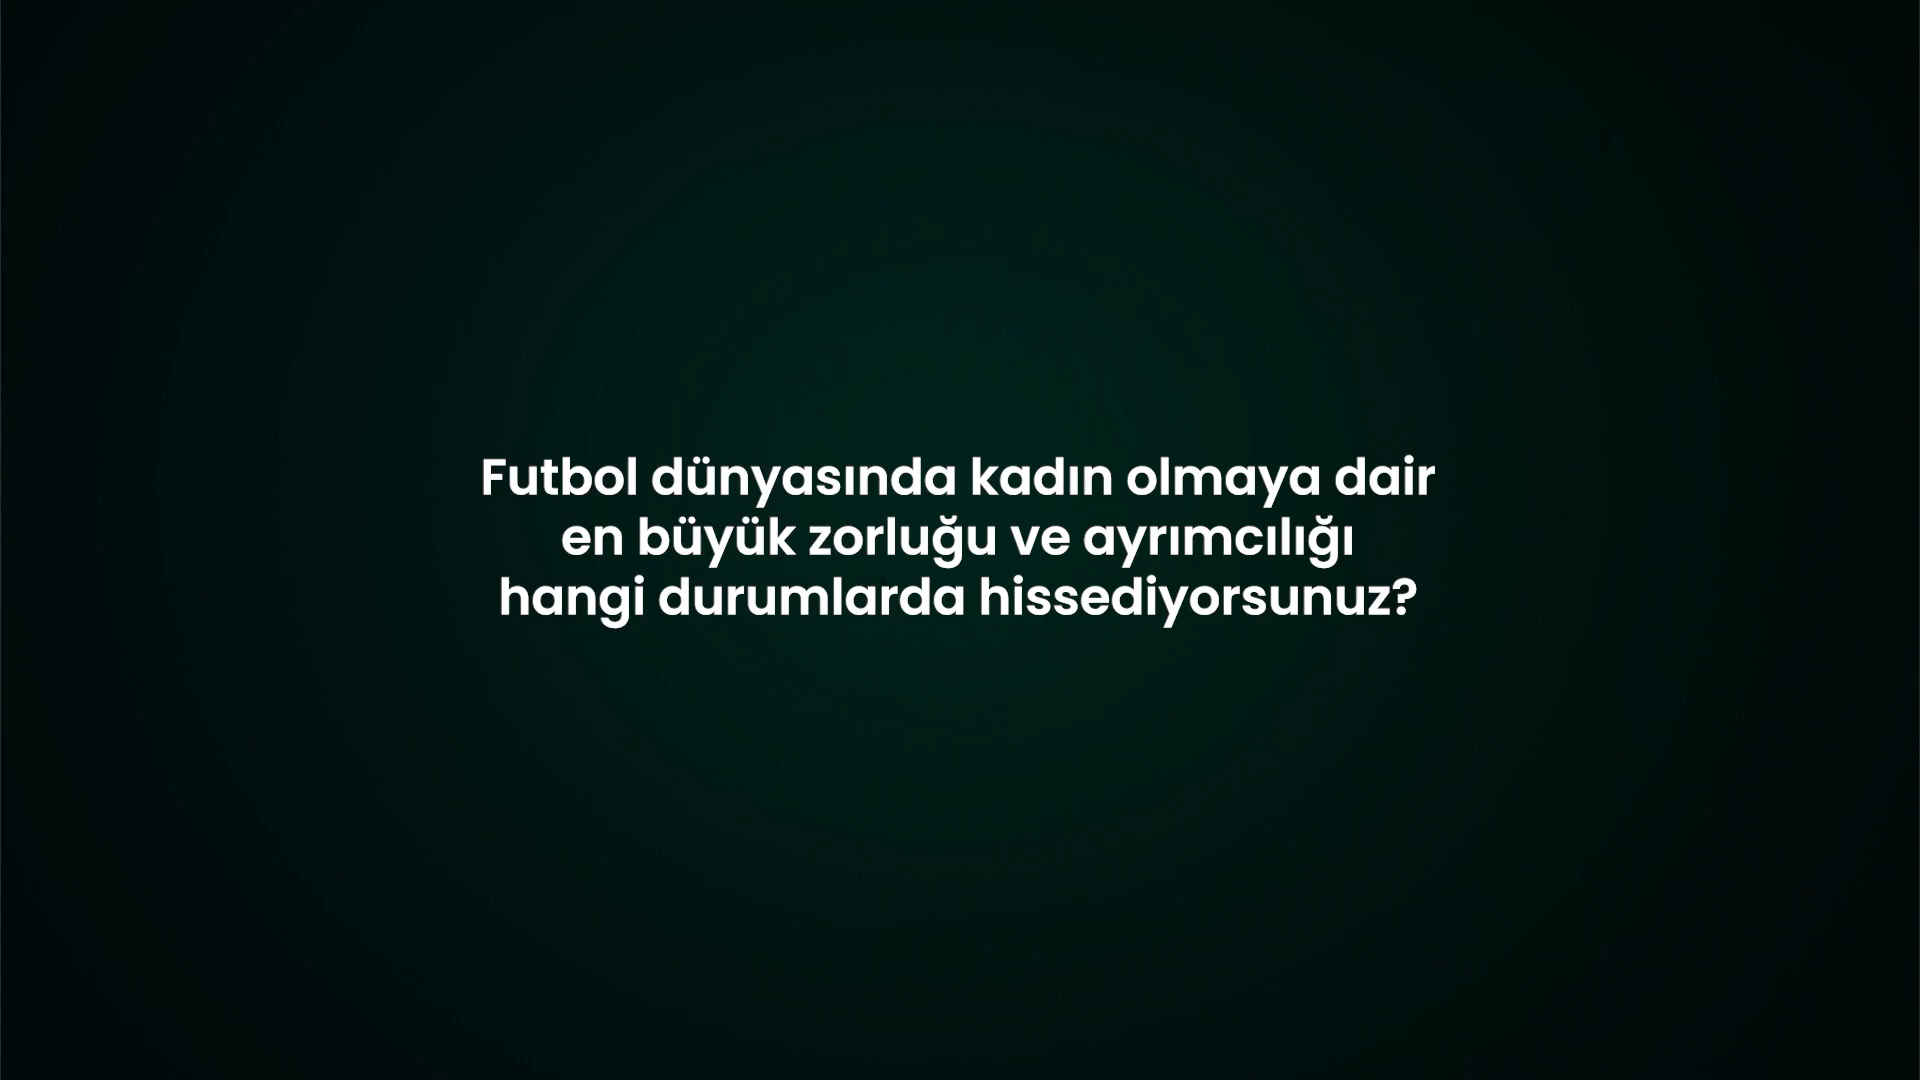 Futbol dünyasında kadın olmaya dair
en büyük zorluğu ve ayrımcılığı
hangi durumlarda hissediyorsunuz?